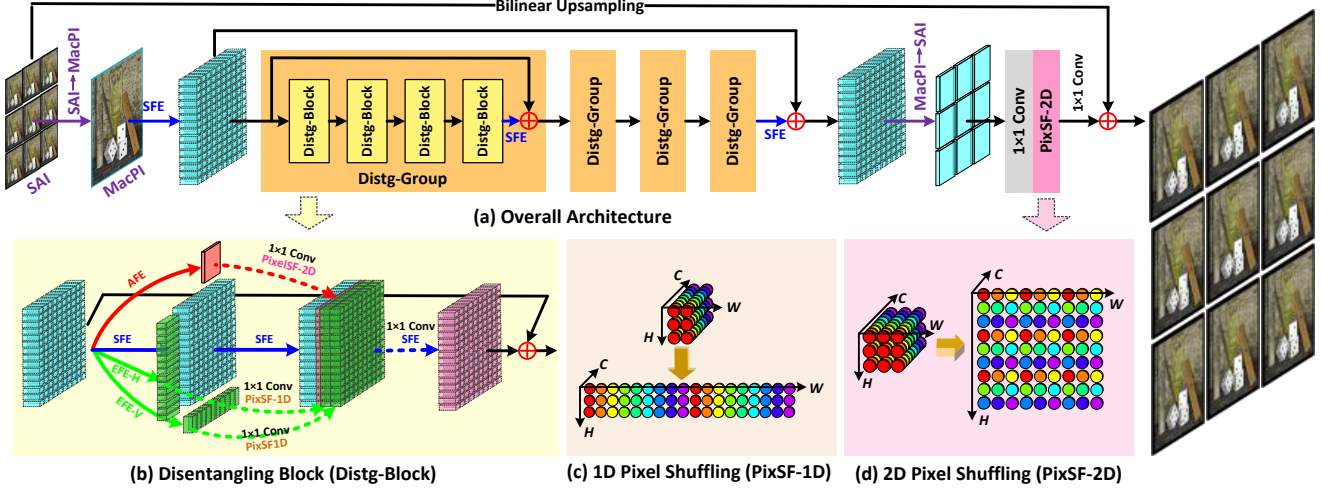 Bilinear Upsampling
SAI
SAI→MacPI
MacPI
SFE
Distg-Block
Distg-Block
Distg-Block
Distg-Block
SFE
Distg-Group
Distg-Group
Distg-Group
Distg-Group
SFE
MacPI→SAI
1×1 Conv
PixSF-2D
1×1 Conv
(a) Overall Architecture
AFE
1×1 Conv
PixelSF-2D
SFE
SFE
1×1 Conv
SFE
EFE-H
1×1 Conv
PixSF-1D
EFE-V
1×1 Conv
PixSF1D
(b) Disentangling Block (Distg-Block)
C
W
H
C
W
H
(c) 1D Pixel Shuffling (PixSF-1D)
C
W
H
C
W
H
(d) 2D Pixel Shuffling (PixSF-2D)